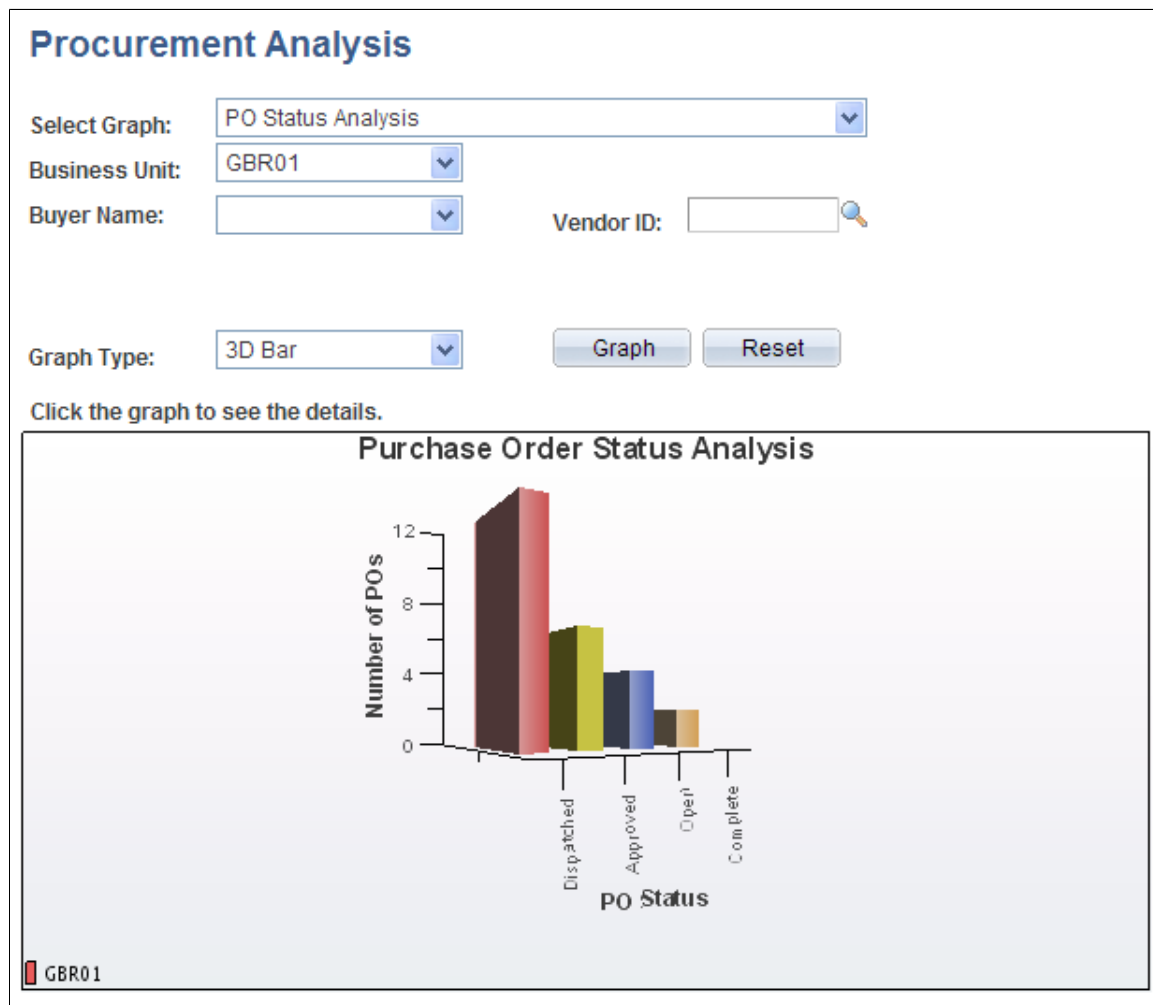 Procurement Analysis
Select Graph: PO Status Analysis
Business Unit: GBR01
Buyer Name: Vendor ID:
Graph Type: 3D Bar Graph Reset
Click the graph to see the details.
Purchase Order Status Analysis
12
8
4
0
Number of POs
Dispatched
Approved
Open
Complete
PO Status
GBR01